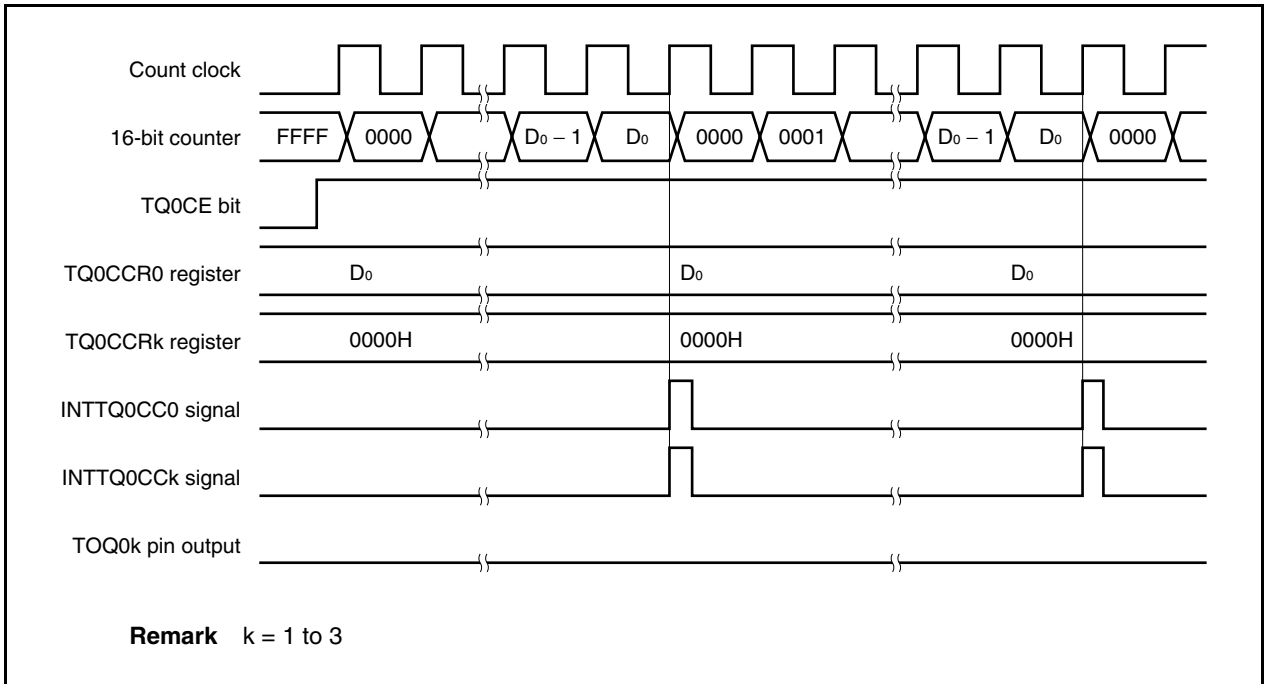 Count clock
16-bit counter FFFF 0000 D0 − 1 D0 0000 0001 D0 − 1 D0 0000
TQ0CE bit
TQ0CCR0 register D0 D0 D0
TQ0CCRk register 0000H 0000H 0000H
INTTQ0CC0 signal
INTTQ0CCk signal
TOQ0k pin output
Remark k = 1 to 3